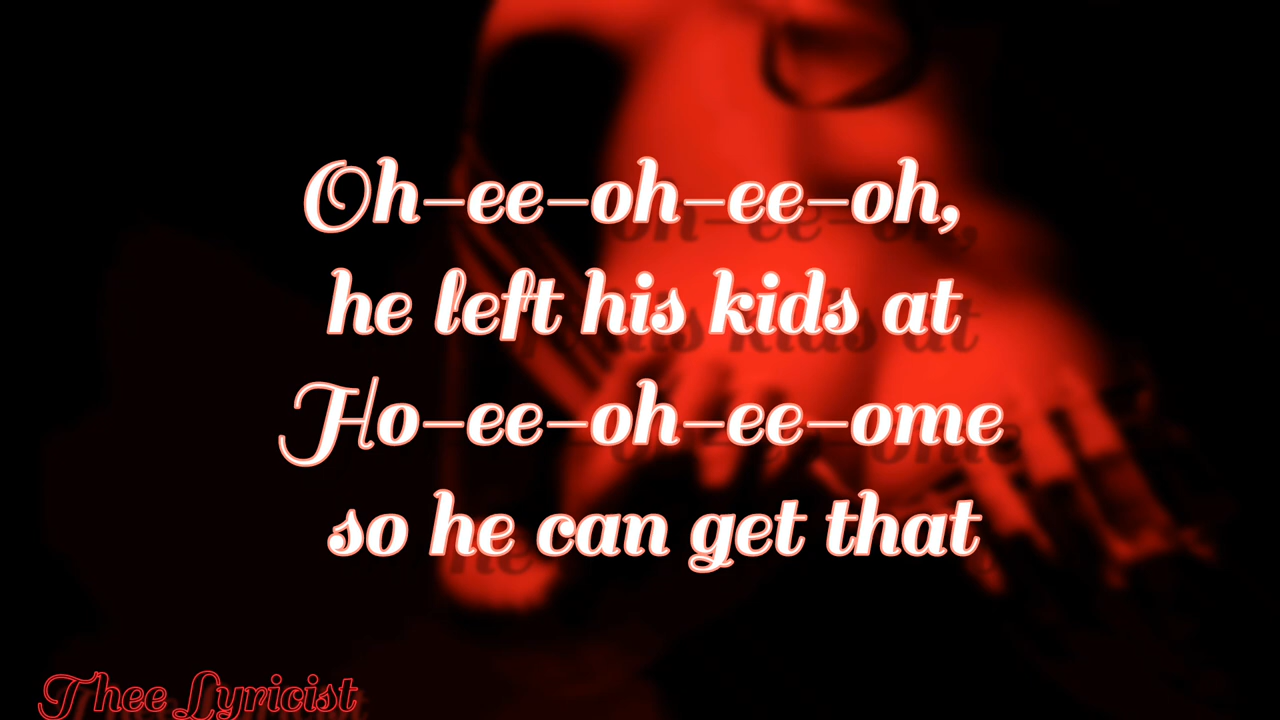 Oh-ee-oh-ee-oh,
he left his kids at
Ho-ee-oh-ee-ome
so he can get that
Thee Lyricist